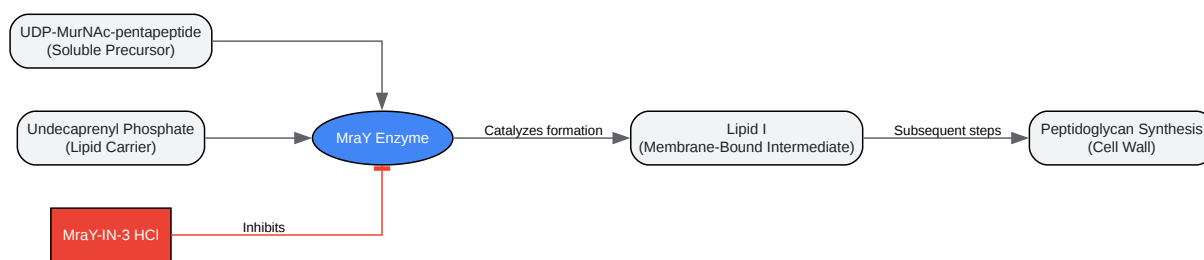 UDP-MurNAc-pentapeptide
(Soluble Precursor)
Undecaprenyl Phosphate
(Lipid Carrier)
MraY Enzyme
Catalyzes formation
Lipid I
(Membrane-Bound Intermediate)
Subsequent steps
Peptidoglycan Synthesis
(Cell Wall)
MraY-IN-3 HCl
Inhibits